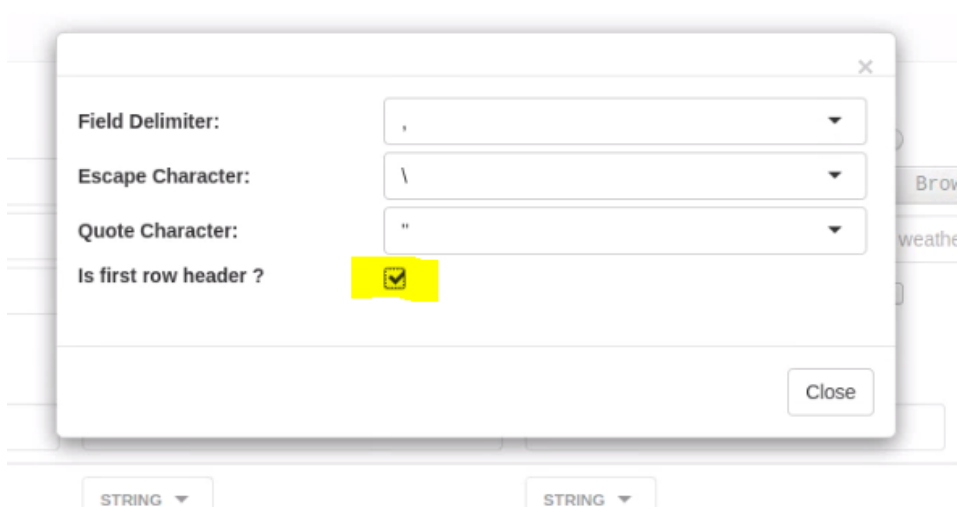 ×
Field Delimiter: ,
Escape Character: \
Quote Character: "
Is first row header ?
Close
Brow
weathe
STRING STRING